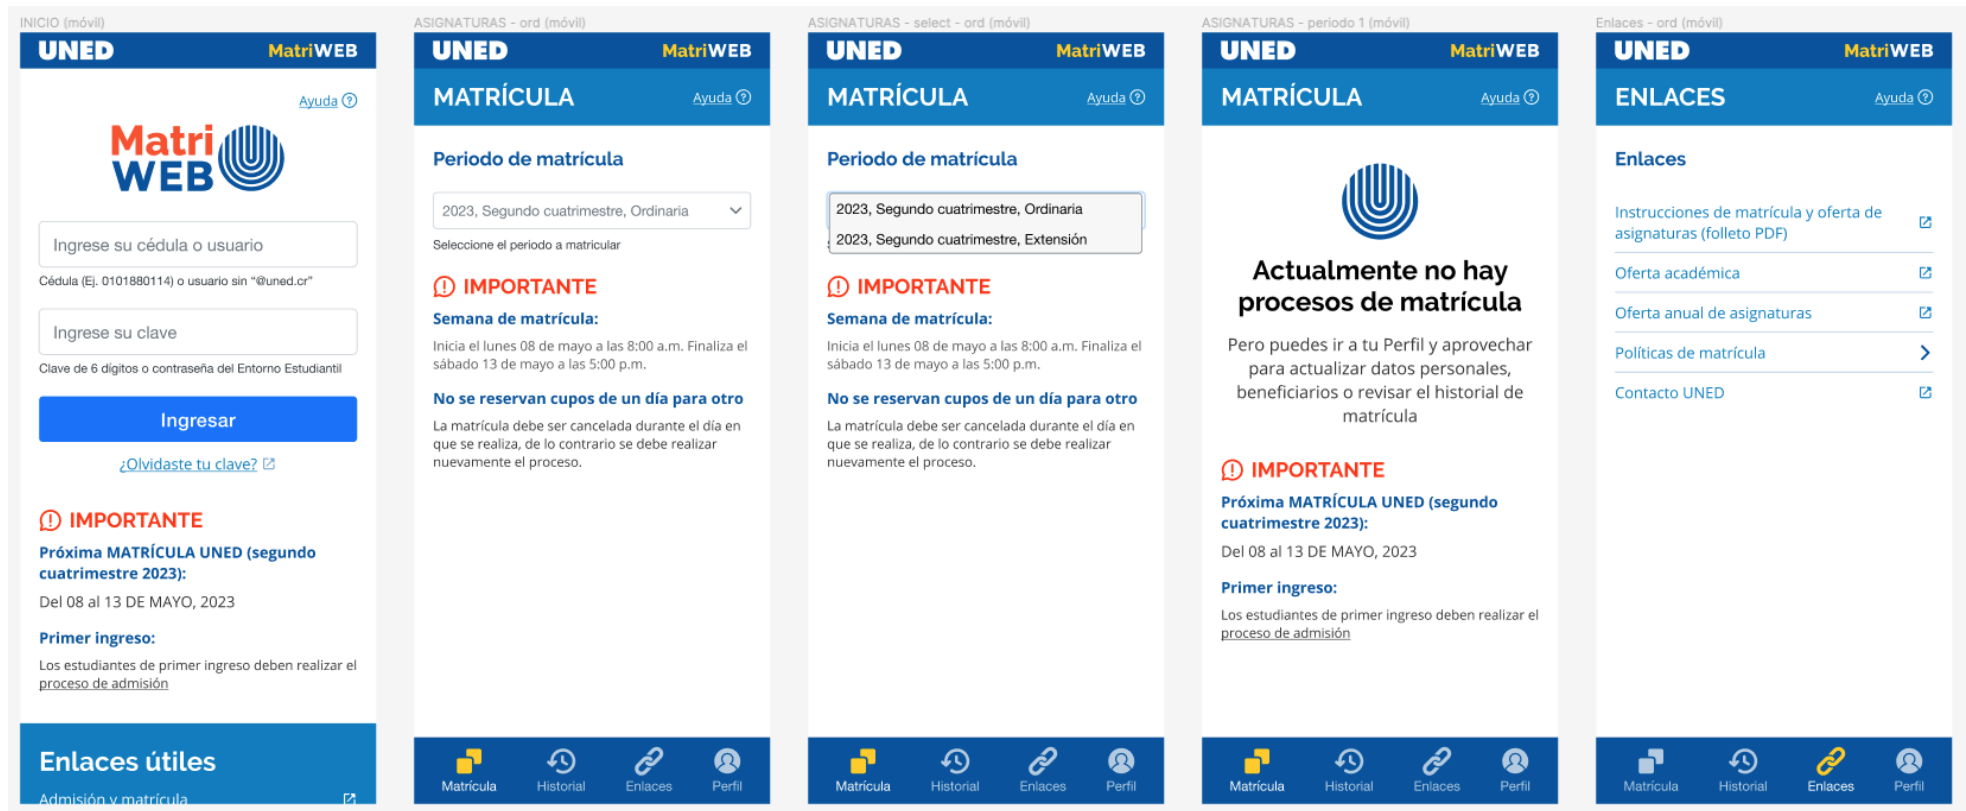 INICIO (móvil)
UNED MatriWEB
Ayuda
Matri
WEB
Ingrese su cédula o usuario
Cédula (Ej. 0101880114) o usuario sin "@uned.cr"
Ingrese su clave
Clave de 6 dígitos o contraseña del Entorno Estudiantil
Ingresar
¿Olvidaste tu clave?
IMPORTANTE
Próxima MATRÍCULA UNED (segundo
cuatrimestre 2023):
Del 08 al 13 DE MAYO, 2023
Primer ingreso:
Los estudiantes de primer ingreso deben realizar el
proceso de admisión
Enlaces útiles
Admisión y matrícula
ASIGNATURAS - ord (móvil)
UNED MatriWEB
MATRÍCULA Ayuda
Periodo de matrícula
2023, Segundo cuatrimestre, Ordinaria
Seleccione el periodo a matricular
IMPORTANTE
Semana de matrícula:
Inicia el lunes 08 de mayo a las 8:00 a.m. Finaliza el
sábado 13 de mayo a las 5:00 p.m.
No se reservan cupos de un día para otro
La matrícula debe ser cancelada durante el día en
que se realiza, de lo contrario se debe realizar
nuevamente el proceso.
Matrícula Historial Enlaces Perfil
ASIGNATURAS - select - ord (móvil)
UNED MatriWEB
MATRÍCULA Ayuda
Periodo de matrícula
2023, Segundo cuatrimestre, Ordinaria
2023, Segundo cuatrimestre, Extensión
IMPORTANTE
Semana de matrícula:
Inicia el lunes 08 de mayo a las 8:00 a.m. Finaliza el
sábado 13 de mayo a las 5:00 p.m.
No se reservan cupos de un día para otro
La matrícula debe ser cancelada durante el día en
que se realiza, de lo contrario se debe realizar
nuevamente el proceso.
Matrícula Historial Enlaces Perfil
ASIGNATURAS - periodo 1 (móvil)
UNED MatriWEB
MATRÍCULA Ayuda
Actualmente no hay
procesos de matrícula
Pero puedes ir a tu Perfil y aprovechar
para actualizar datos personales,
beneficiarios o revisar el historial de
matrícula
IMPORTANTE
Próxima MATRÍCULA UNED (segundo
cuatrimestre 2023):
Del 08 al 13 DE MAYO, 2023
Primer ingreso:
Los estudiantes de primer ingreso deben realizar el
proceso de admisión
Matrícula Historial Enlaces Perfil
Enlaces - ord (móvil)
UNED MatriWEB
ENLACES Ayuda
Enlaces
Instrucciones de matrícula y oferta de
asignaturas (folleto PDF)
Oferta académica
Oferta anual de asignaturas
Políticas de matrícula
Contacto UNED
Matrícula Historial Enlaces Perfil